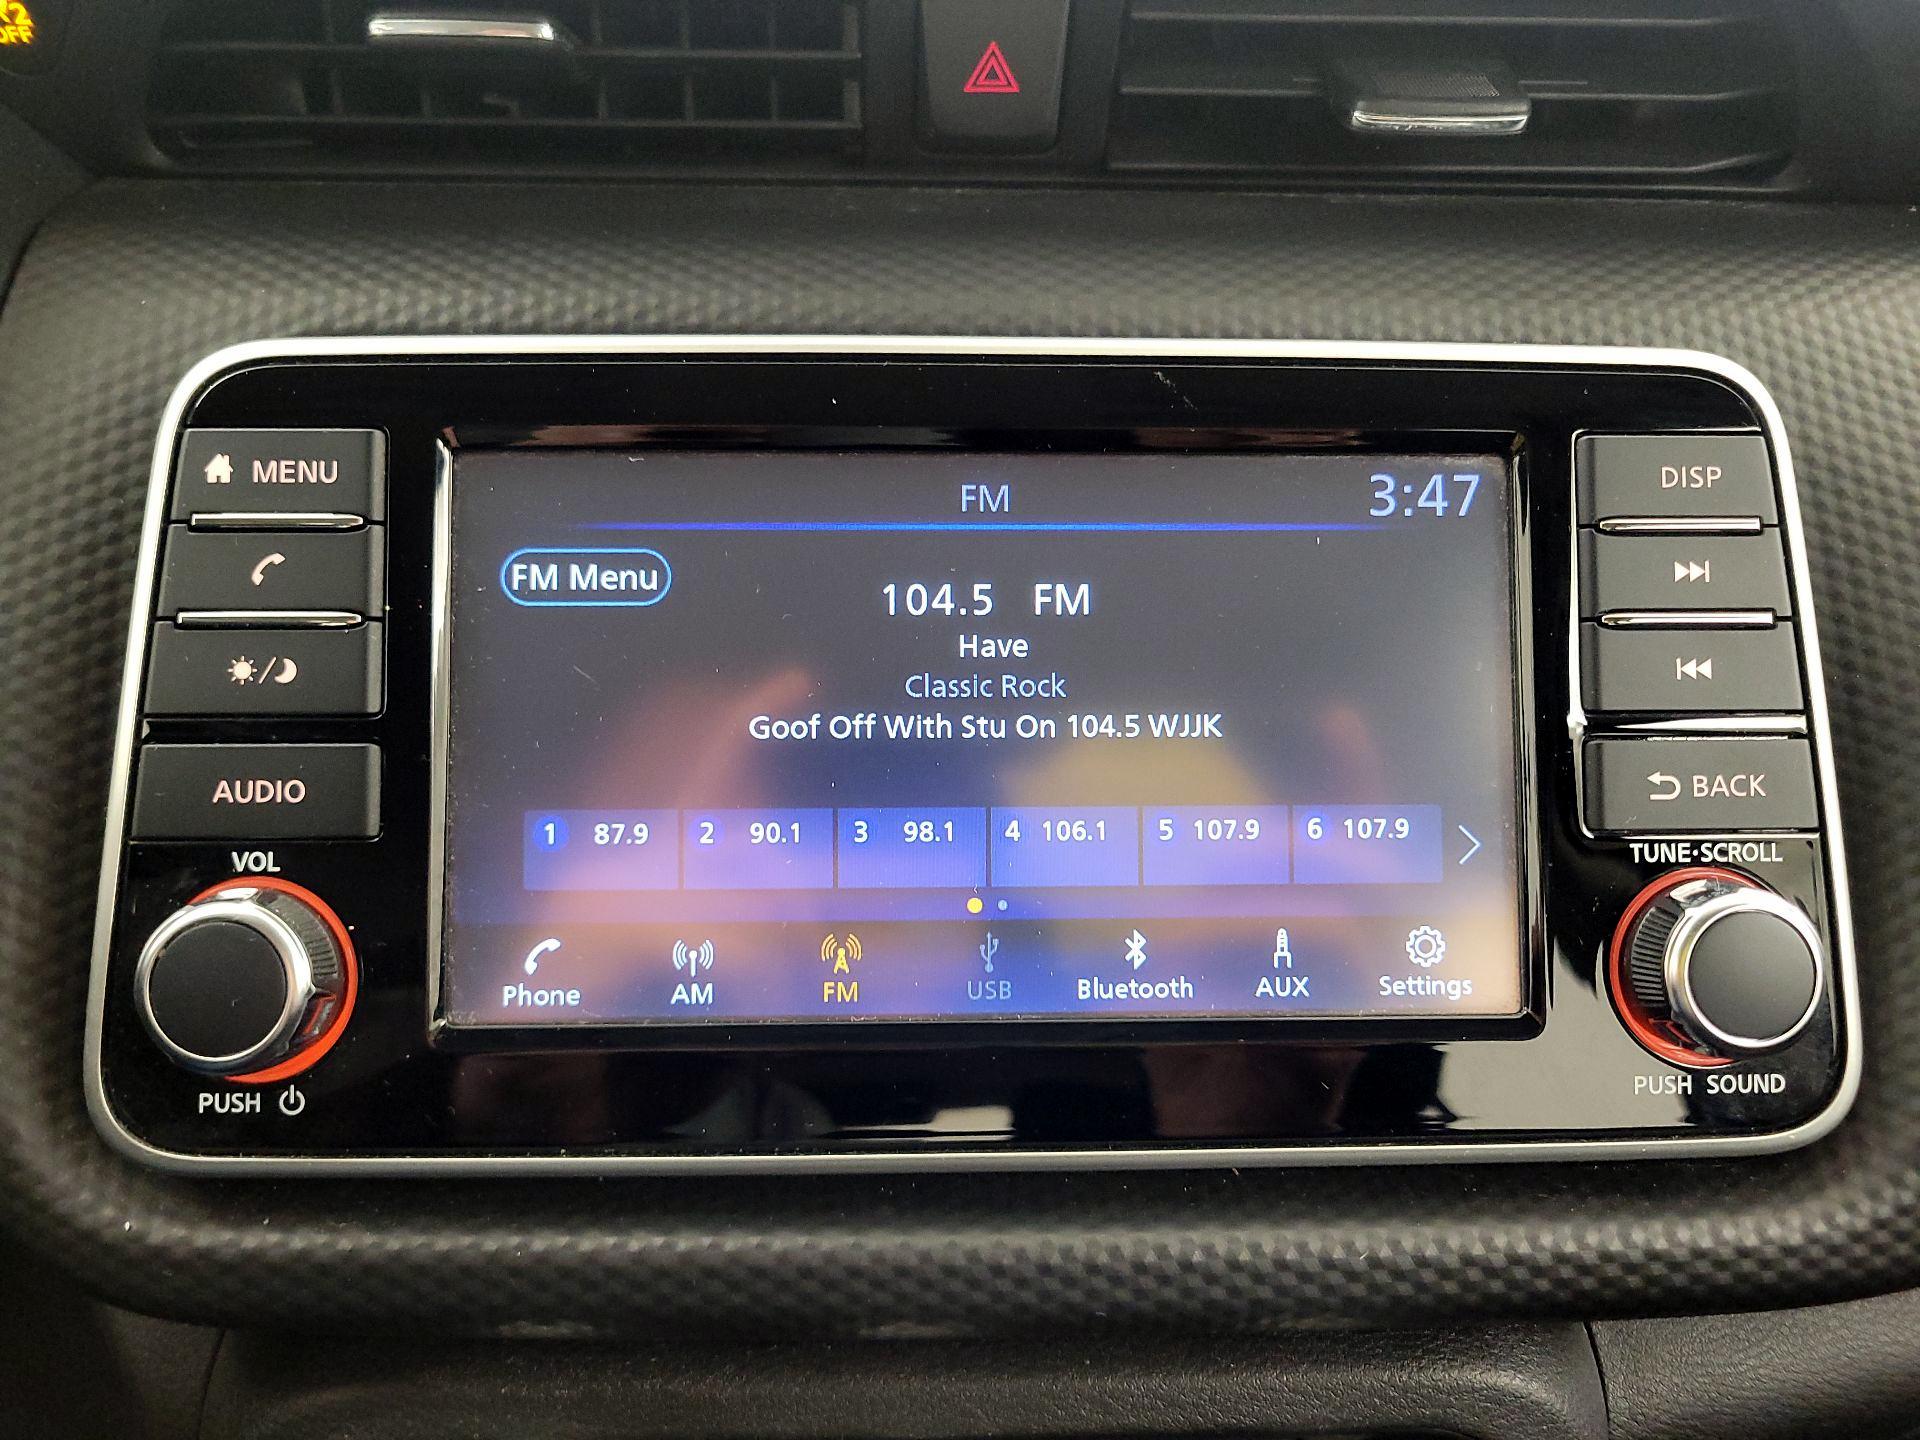 OFF
MENU
AUDIO
VOL
PUSH
FM
3:47
FM Menu
104.5 FM
Have
Classic Rock
Goof Off With Stu On 104.5 WJJK
1 87.9 2 90.1 3 98.1 4 106.1 5 107.9 6 107.9
Phone AM FM USB Bluetooth AUX Settings
DISP
BACK
TUNE·SCROLL
PUSH SOUND